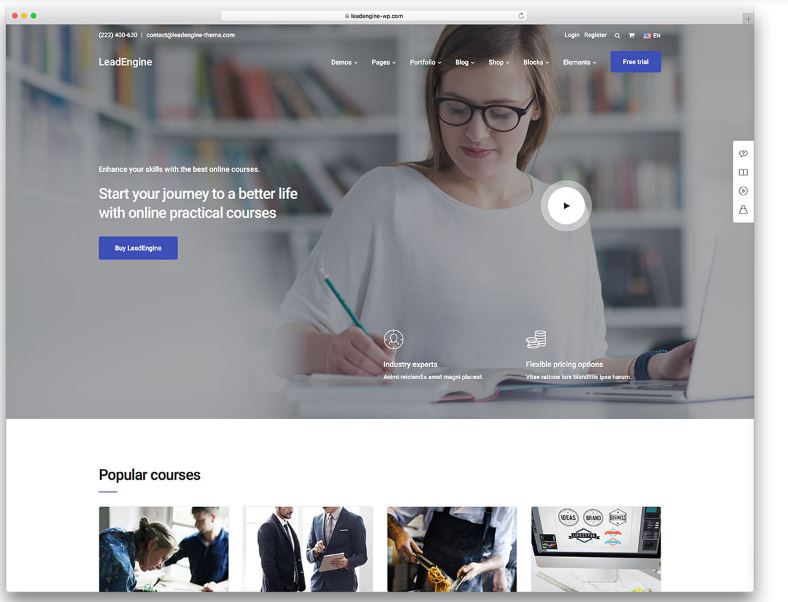 leadengine-wp.com
(222) 400-630 | contact@leadengine-theme.com
Login Register EN
LeadEngine
Demos Pages Portfolio Blog Shop Blocks Elements Free trial
Enhance your skills with the best online courses.
Start your journey to a better life
with online practical courses
Buy LeadEngine
Industry experts
Animi reiciendis amet magni placeat.
Flexible pricing options
Vitae ratione iure blanditiis ipsa harum.
Popular courses
IDEAS BRAND BUSINESS
LIFESTYLE